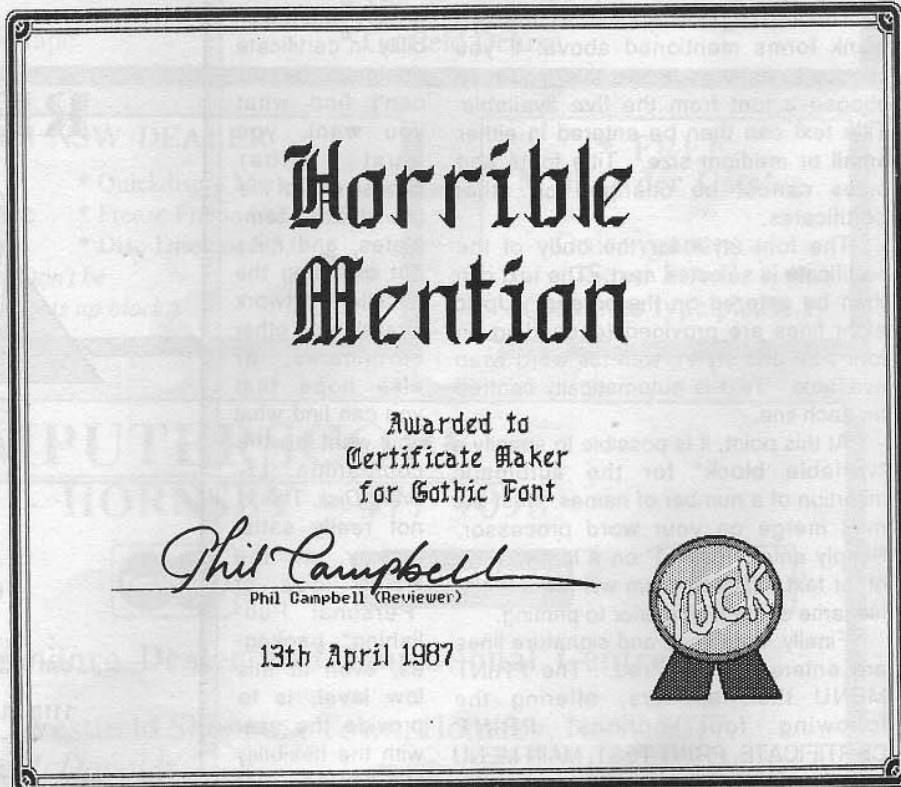 Horrible
Mention
Awarded to
Certificate Maker
for Gothic Font
Phil Campbell
Phil Campbell (Reviewer)
YUCK
13th April 1987